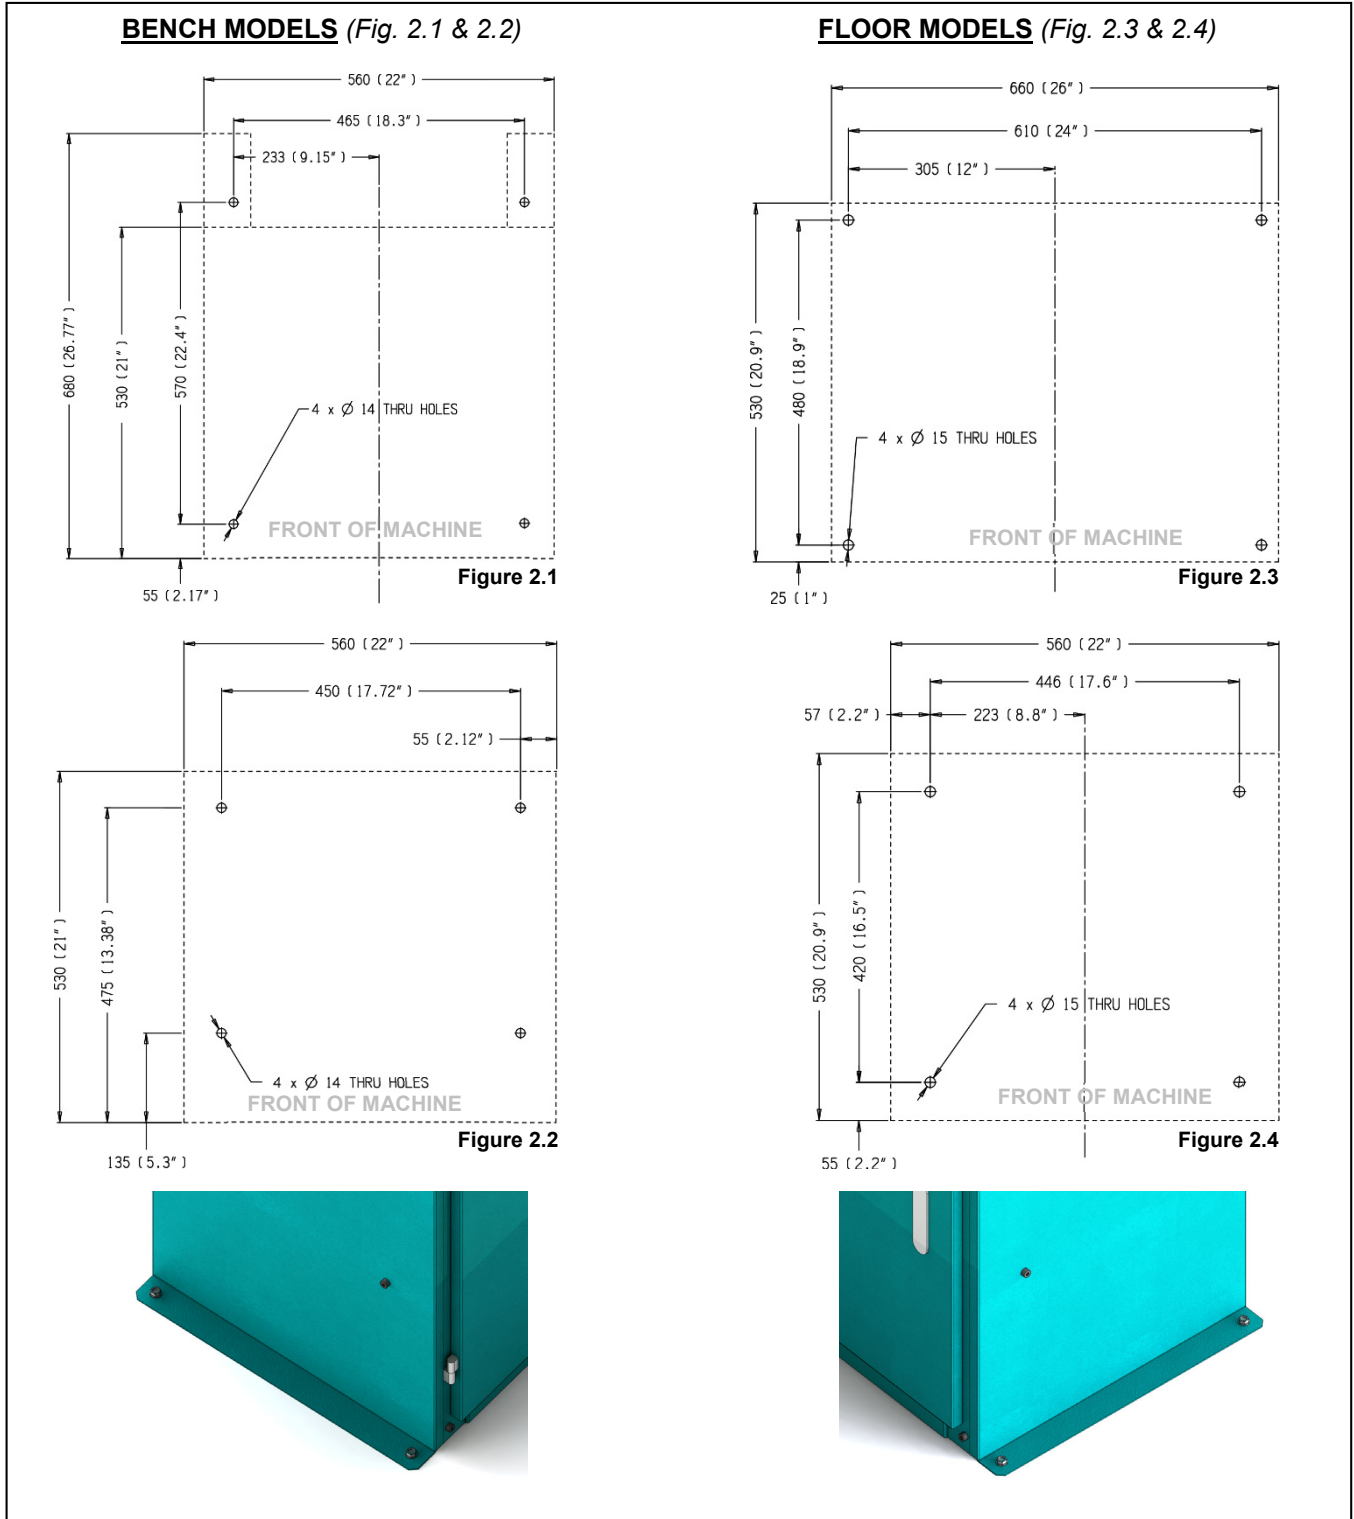 BENCH MODELS (Fig. 2.1 & 2.2)
560 (22")
465 (18.3")
233 (9.15")
680 (26.77")
530 (21")
570 (22.4")
4 x Ø 14 THRU HOLES
FRONT OF MACHINE
Figure 2.1
55 (2.17")
560 (22")
450 (17.72")
55 (2.12")
530 (21")
475 (13.38")
4 x Ø 14 THRU HOLES
FRONT OF MACHINE
Figure 2.2
135 (5.3")
FLOOR MODELS (Fig. 2.3 & 2.4)
660 (26")
610 (24")
305 (12")
530 (20.9")
480 (18.9")
4 x Ø 15 THRU HOLES
FRONT OF MACHINE
Figure 2.3
25 (1")
560 (22")
446 (17.6")
57 (2.2")
223 (8.8")
530 (20.9")
420 (16.5")
4 x Ø 15 THRU HOLES
FRONT OF MACHINE
Figure 2.4
55 (2.2")